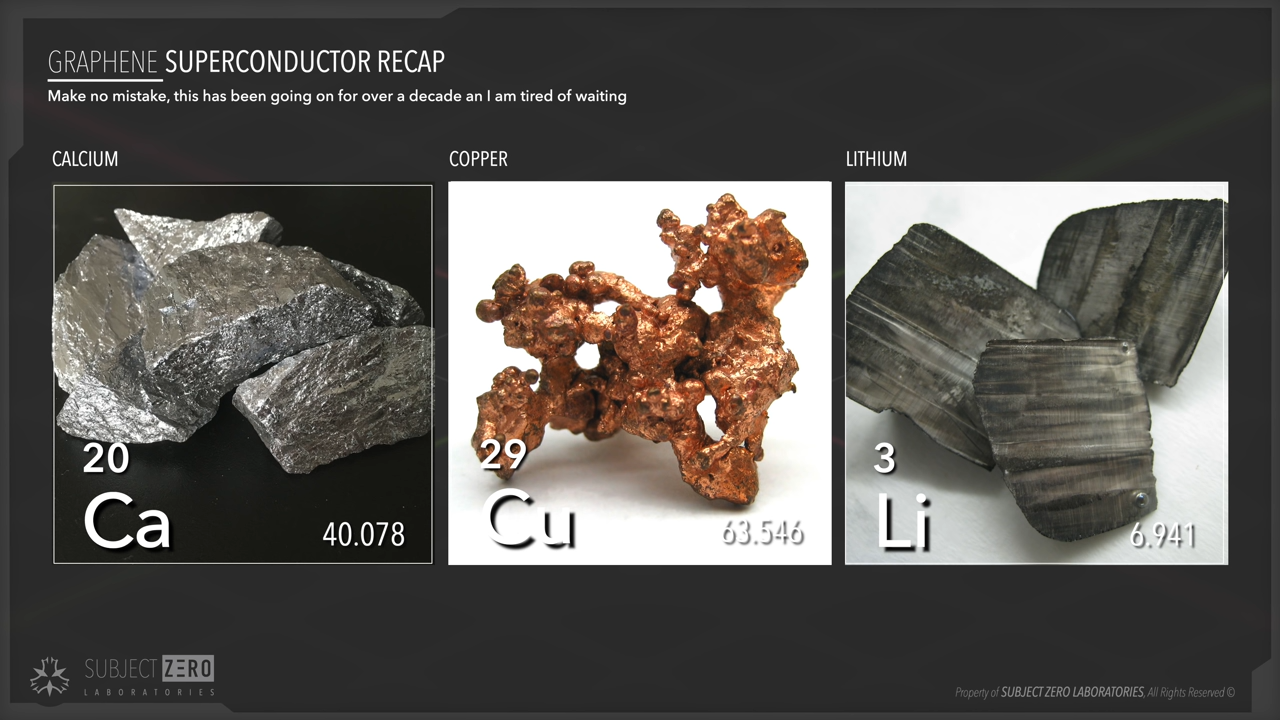 GRAPHENE SUPERCONDUCTOR RECAP
Make no mistake, this has been going on for over a decade an I am tired of waiting
CALCIUM
COPPER
LITHIUM
20
Ca
40.078
29
Cu
63.546
3
Li
6.941
SUBJECT ZERO
LABORATORIES
Property of SUBJECT ZERO LABORATORIES, All Rights Reserved ©